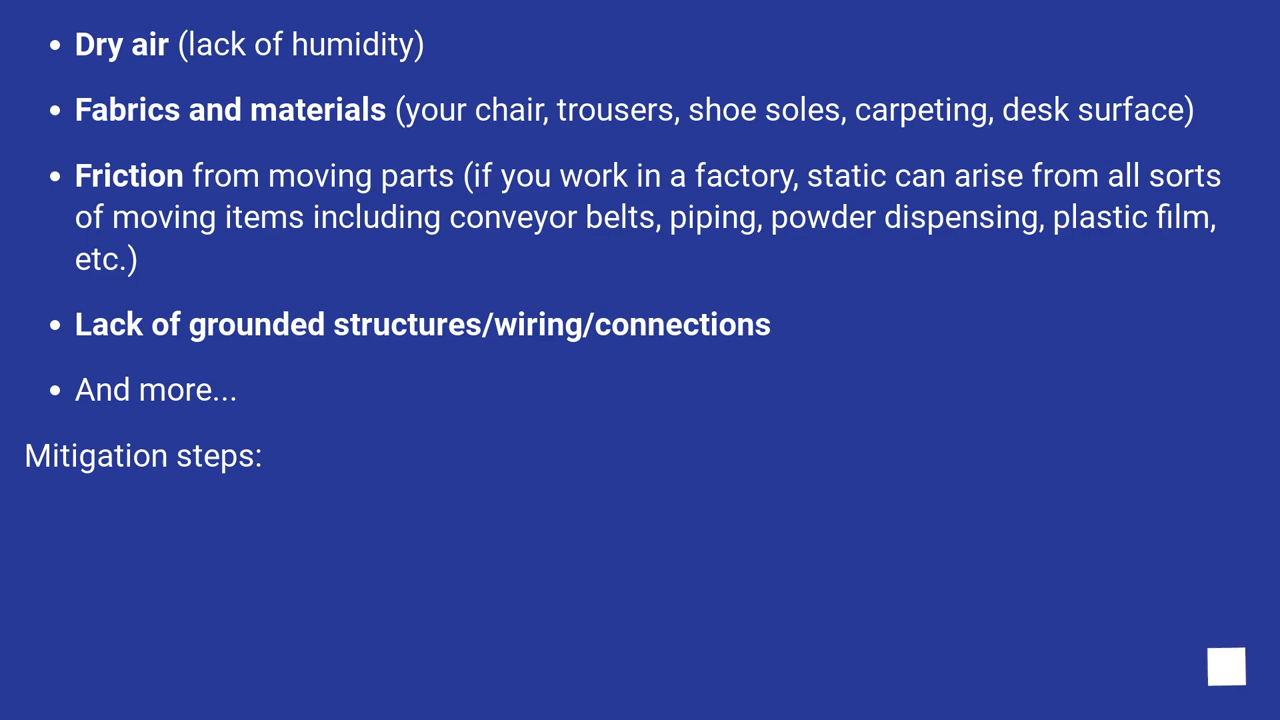 • Dry air (lack of humidity)
• Fabrics and materials (your chair, trousers, shoe soles, carpeting, desk surface)
• Friction from moving parts (if you work in a factory, static can arise from all sorts
of moving items including conveyor belts, piping, powder dispensing, plastic film,
etc.)
• Lack of grounded structures/wiring/connections
• And more...
Mitigation steps: